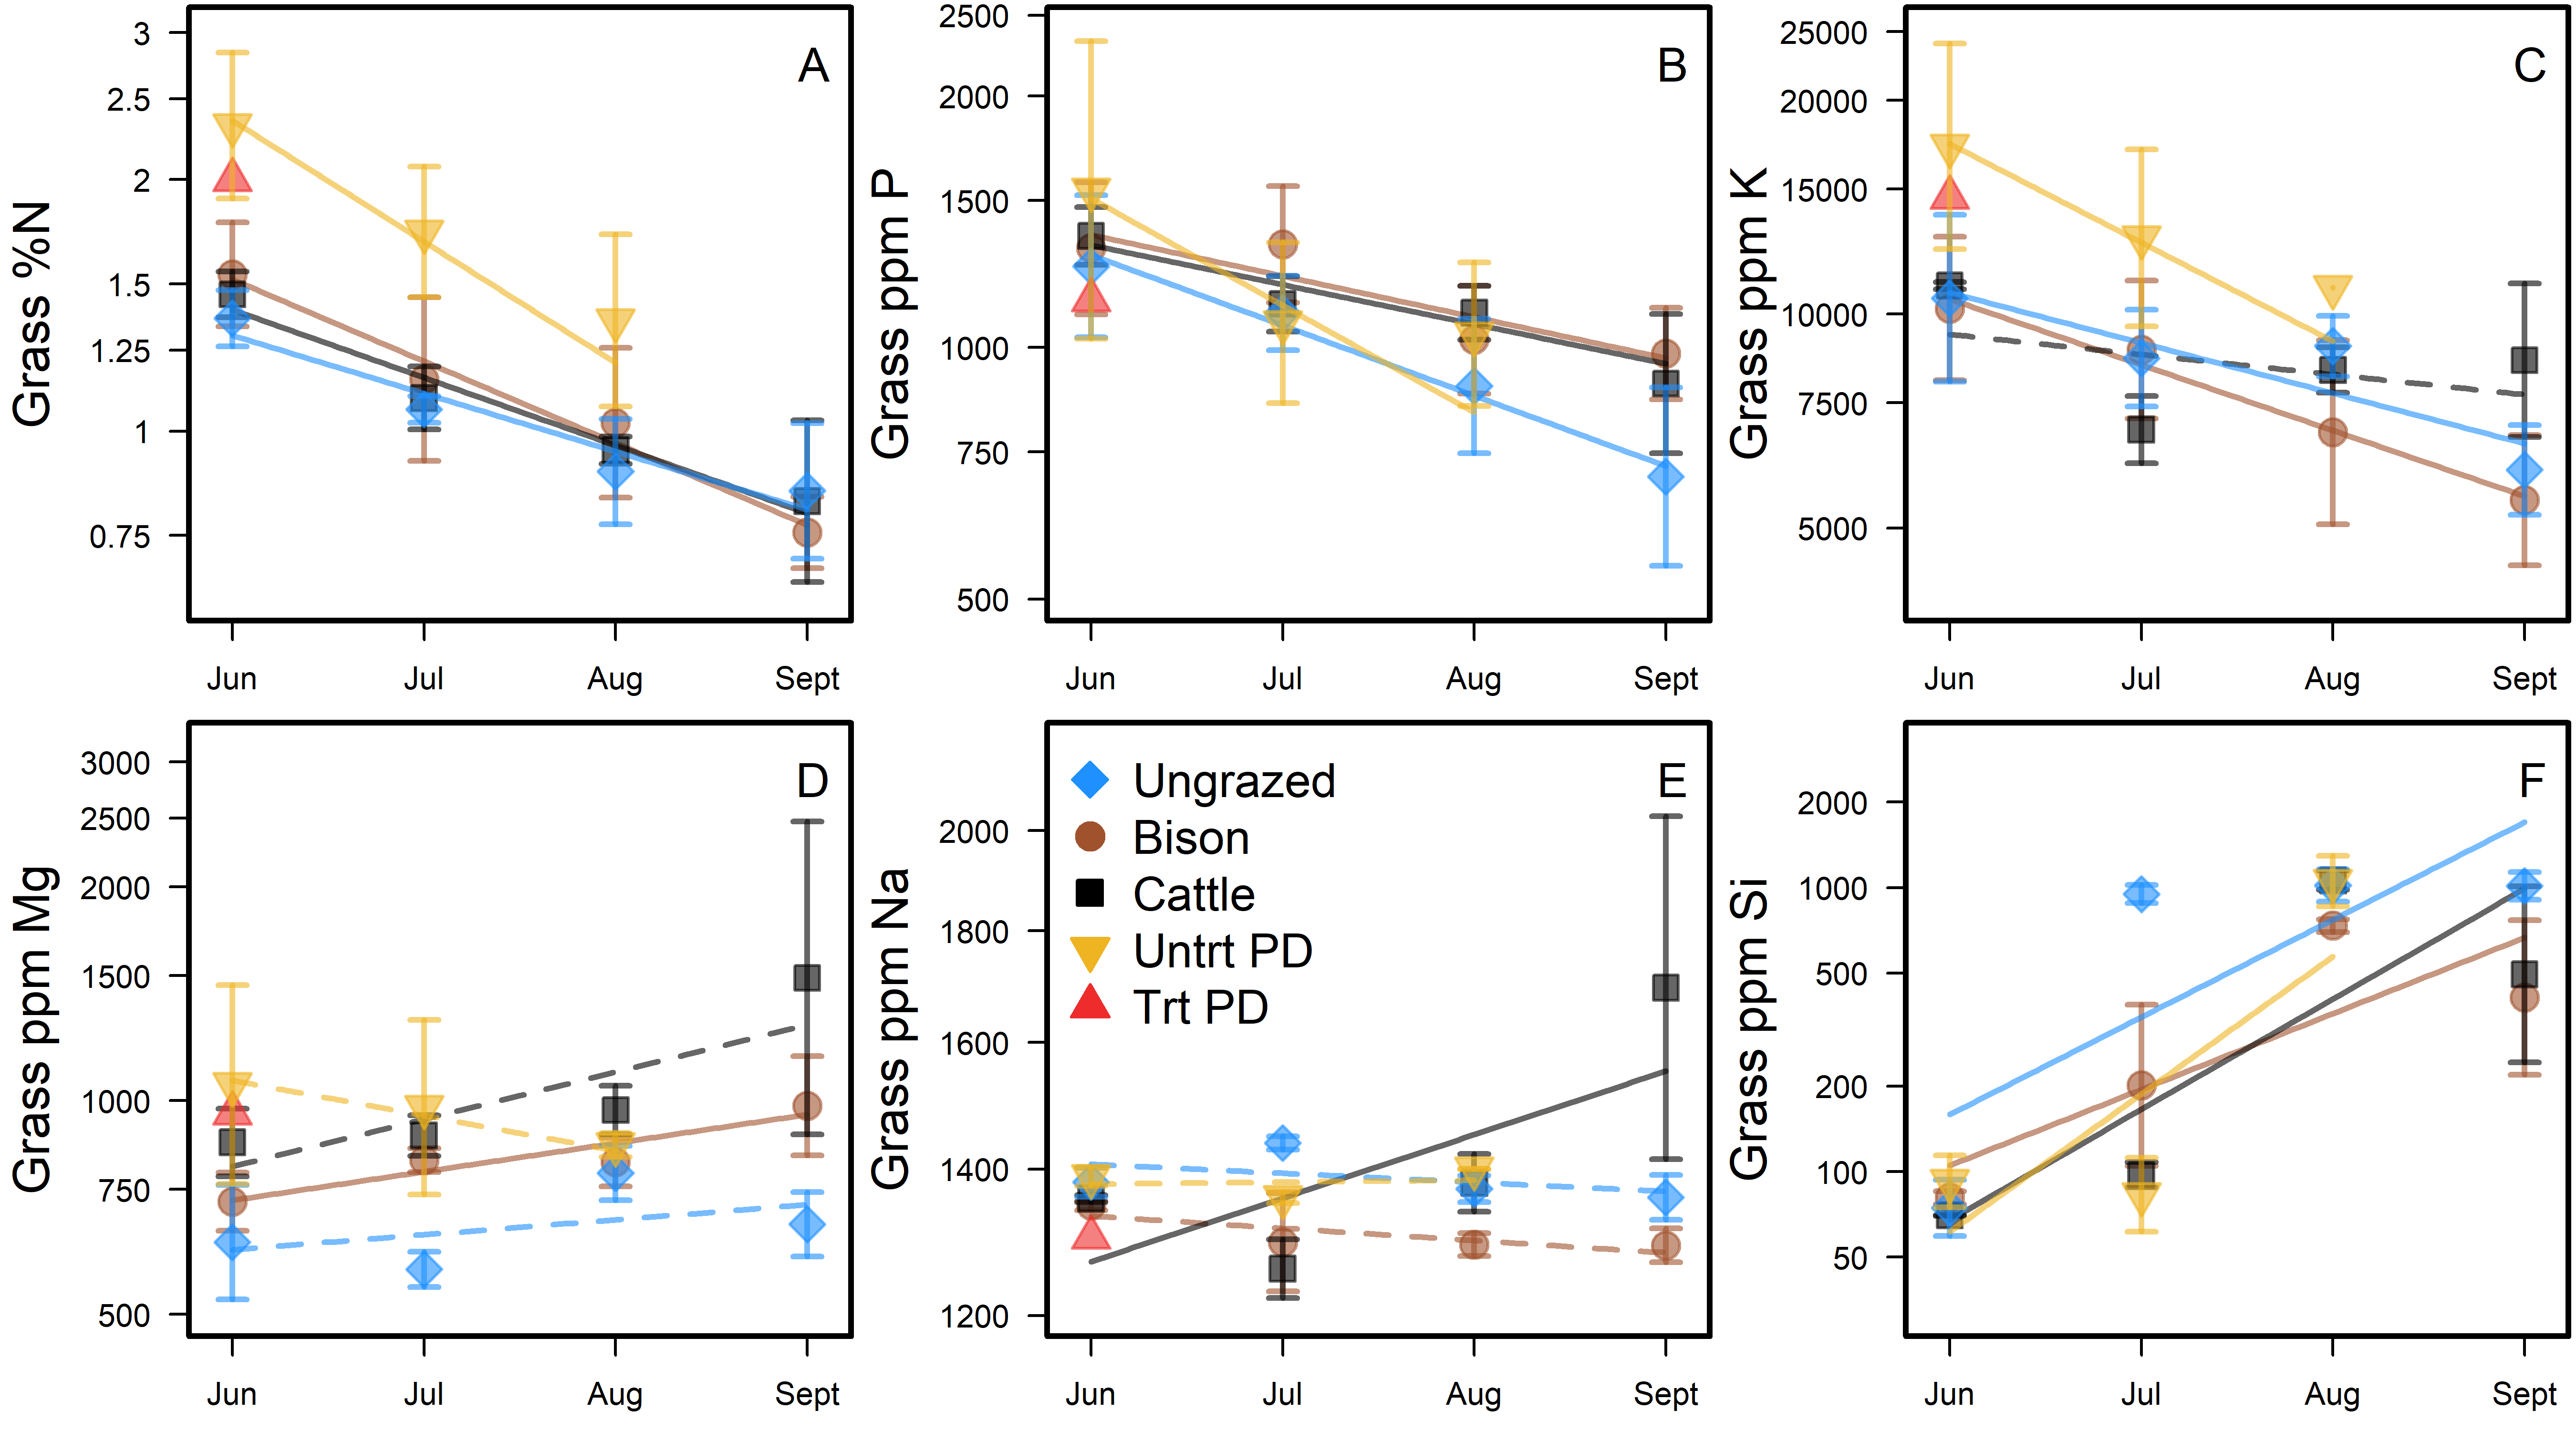 A
Grass %N
3
2.5
2
1.5
1.25
1
0.75
Jun Jul Aug Sept
B
Grass ppm P
2500
2000
1500
1000
750
500
Jun Jul Aug Sept
C
Grass ppm K
25000
20000
15000
10000
7500
5000
Jun Jul Aug Sept
D
Grass ppm Mg
3000
2500
2000
1500
1000
750
500
Jun Jul Aug Sept
E
Grass ppm Na
2000
1800
1600
1400
1200
Ungrazed
Bison
Cattle
Untrt PD
Trt PD
Jun Jul Aug Sept
F
Grass ppm Si
2000
1000
500
200
100
50
Jun Jul Aug Sept